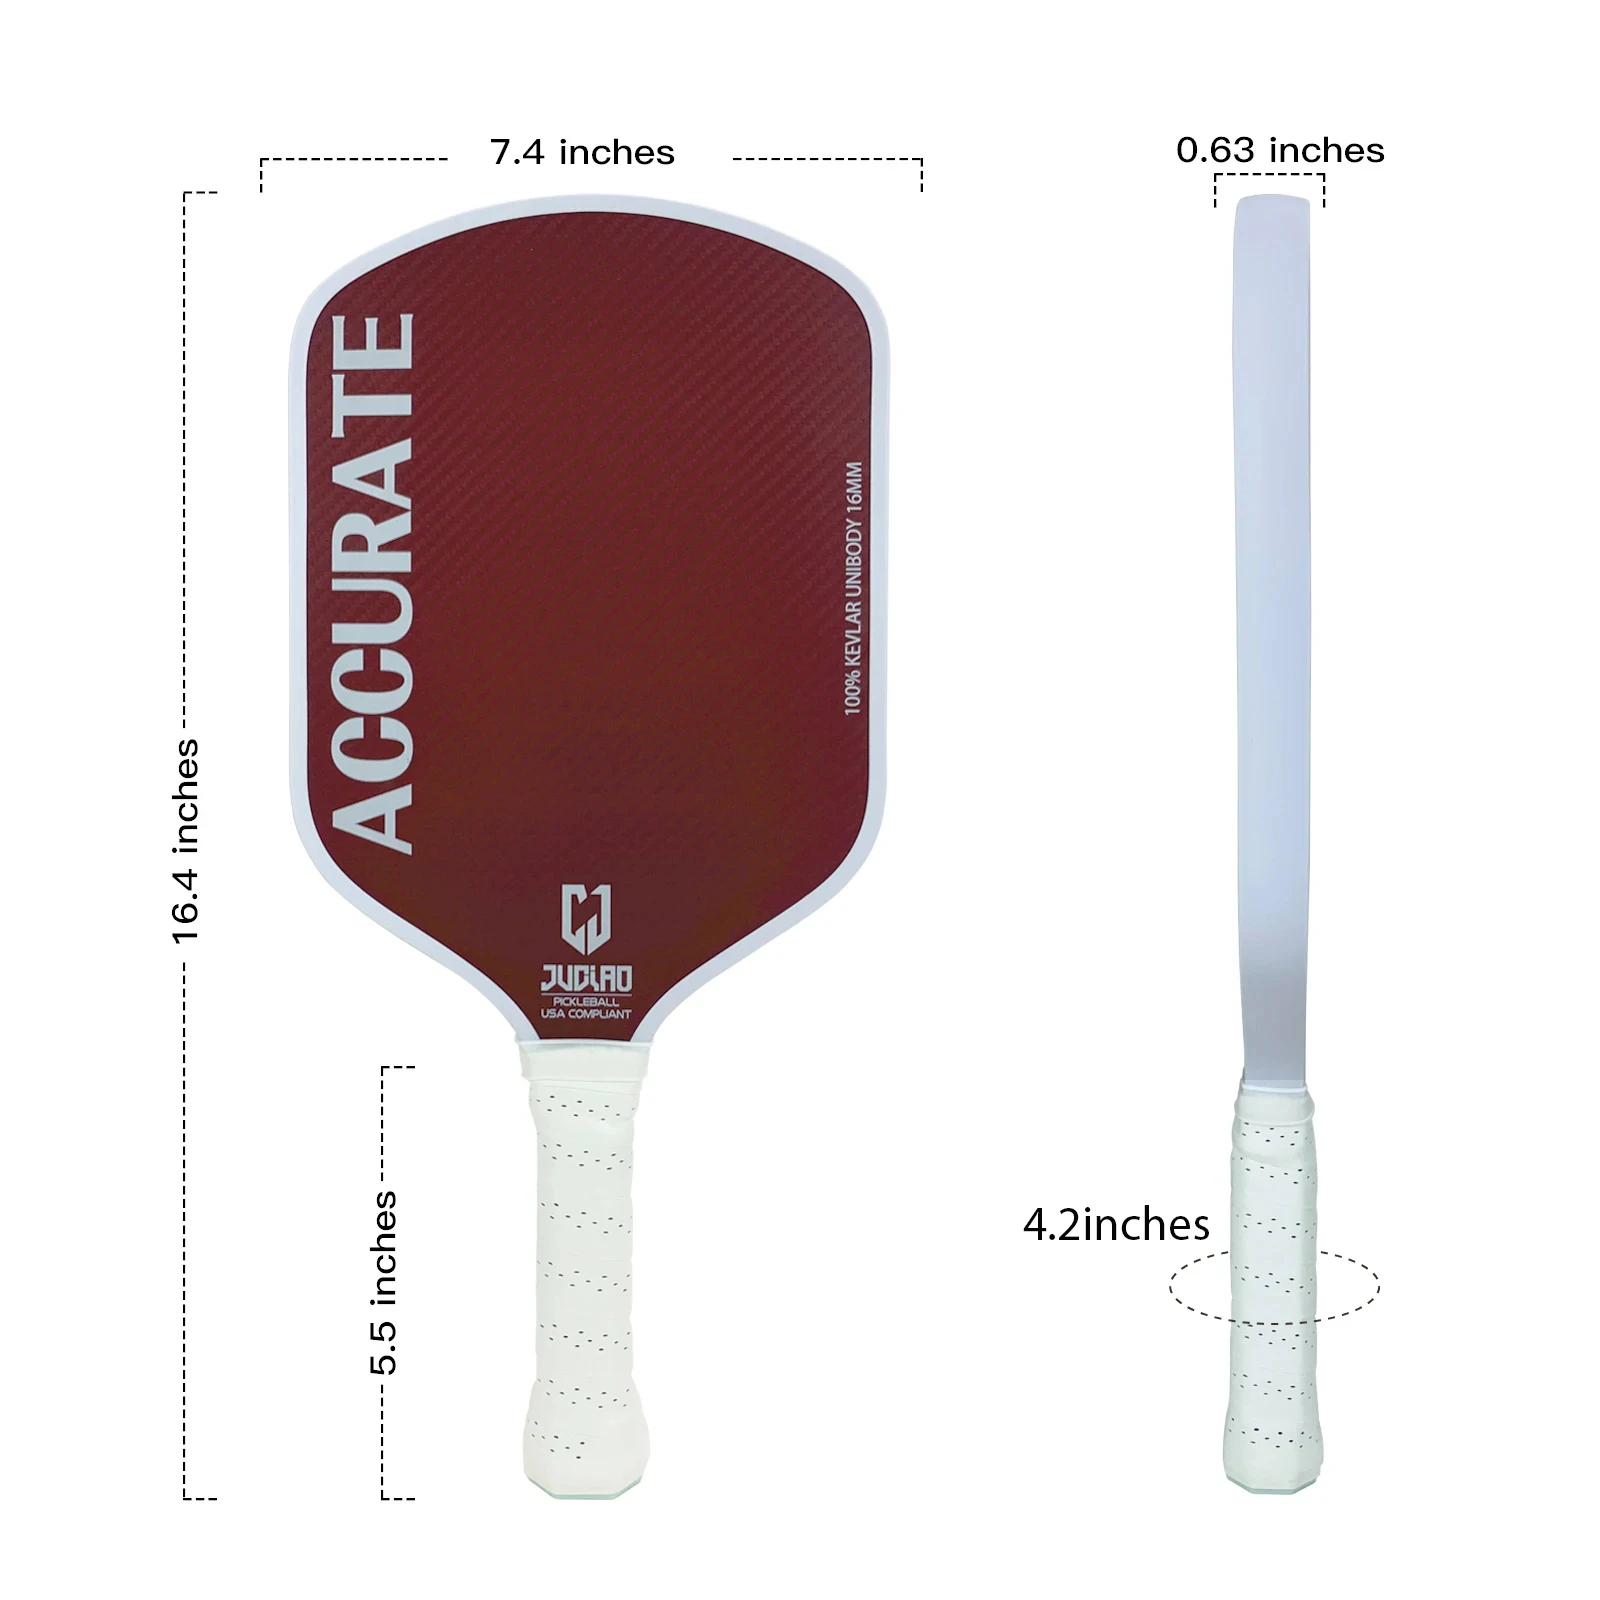 7.4 inches
0.63 inches
16.4 inches
ACCURATE
100% KEVLAR UNIBODY 16MM
JUCIAO
PICKLEBALL
USA COMPLIANT
5.5 inches
4.2inches